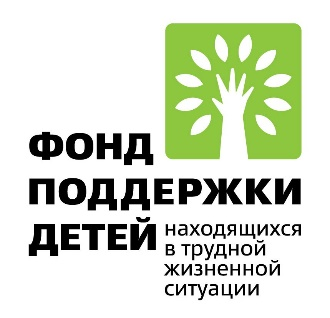 ФОНД
ПОДДЕРЖКИ
ДЕТЕЙ
находящихся
в трудной
жизненной
ситуации